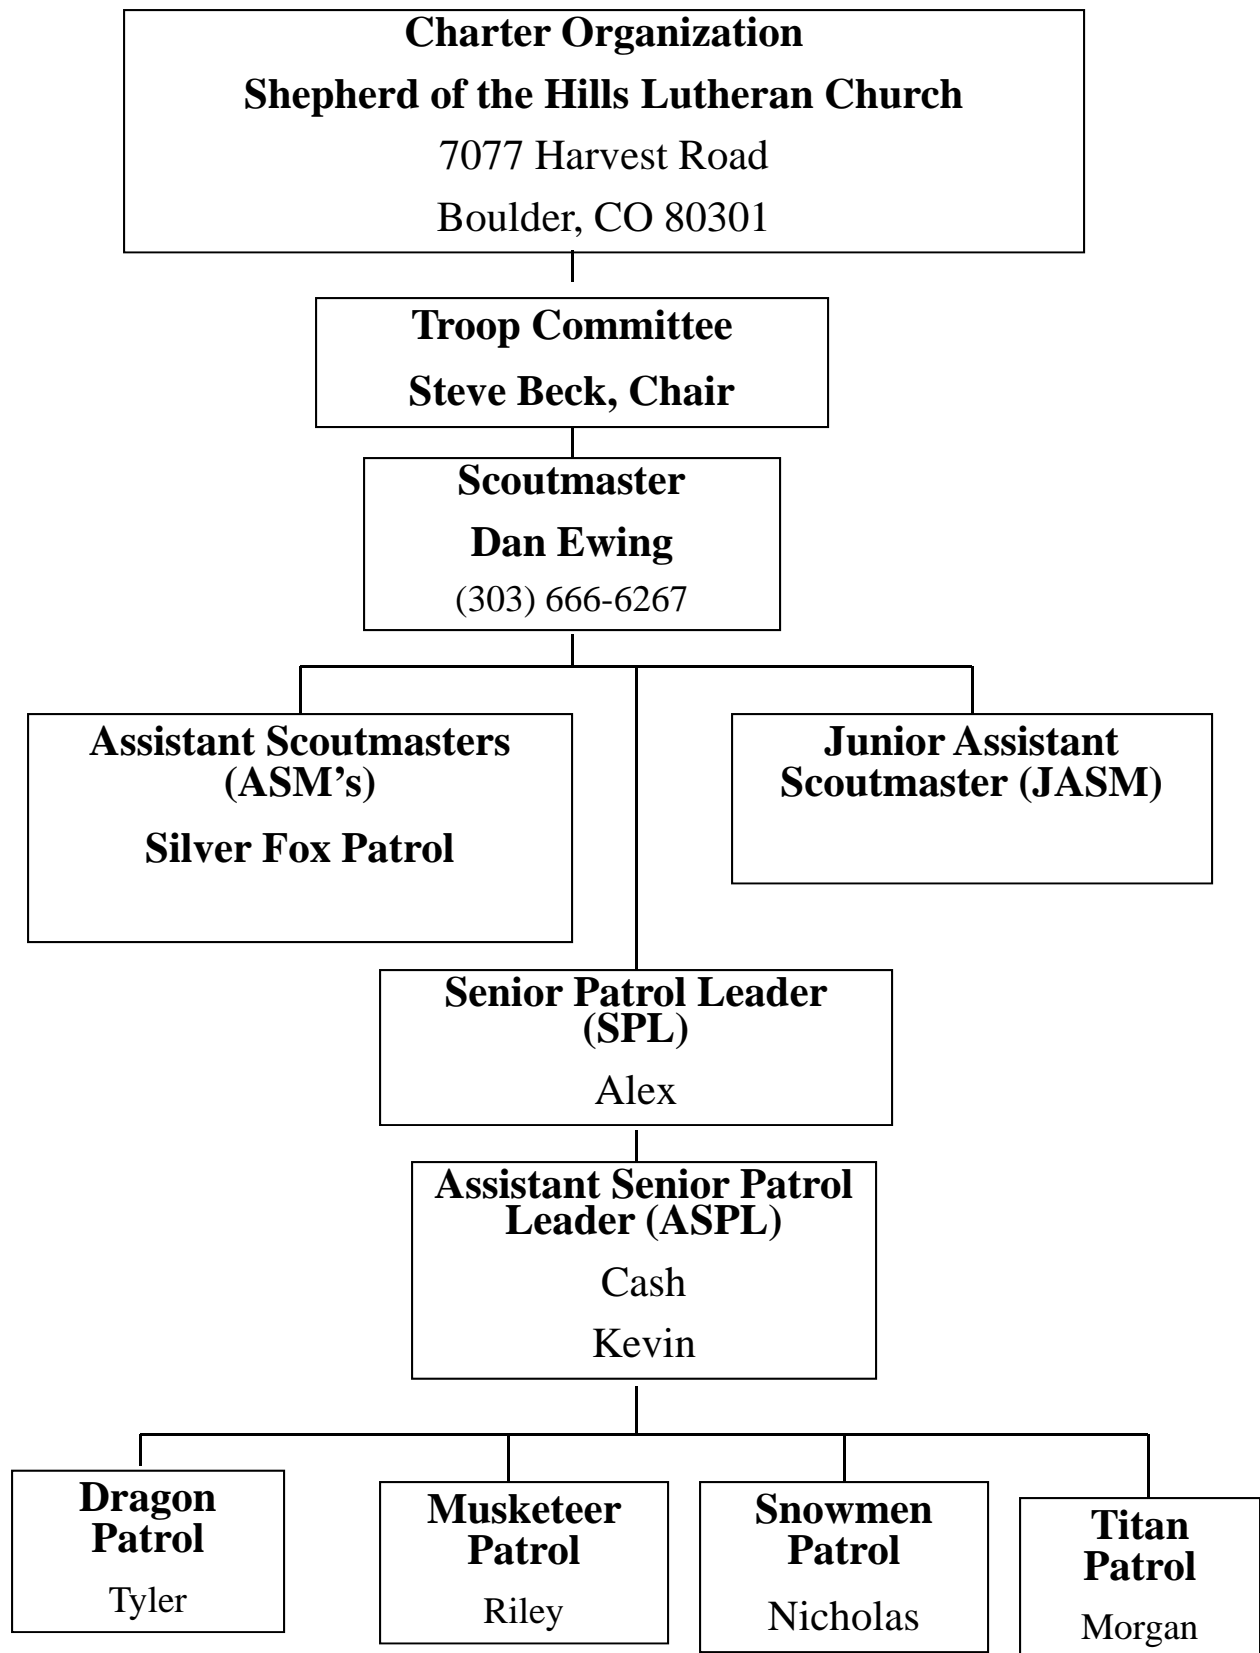 Charter Organization
Shepherd of the Hills Lutheran Church
7077 Harvest Road
Boulder, CO 80301
Troop Committee
Steve Beck, Chair
Scoutmaster
Dan Ewing
(303) 666-6267
Assistant Scoutmasters
(ASM’s)
Silver Fox Patrol
Junior Assistant
Scoutmaster (JASM)
Senior Patrol Leader
(SPL)
Alex
Assistant Senior Patrol
Leader (ASPL)
Cash
Kevin
Dragon
Patrol
Tyler
Musketeer
Patrol
Riley
Snowmen
Patrol
Nicholas
Titan
Patrol
Morgan